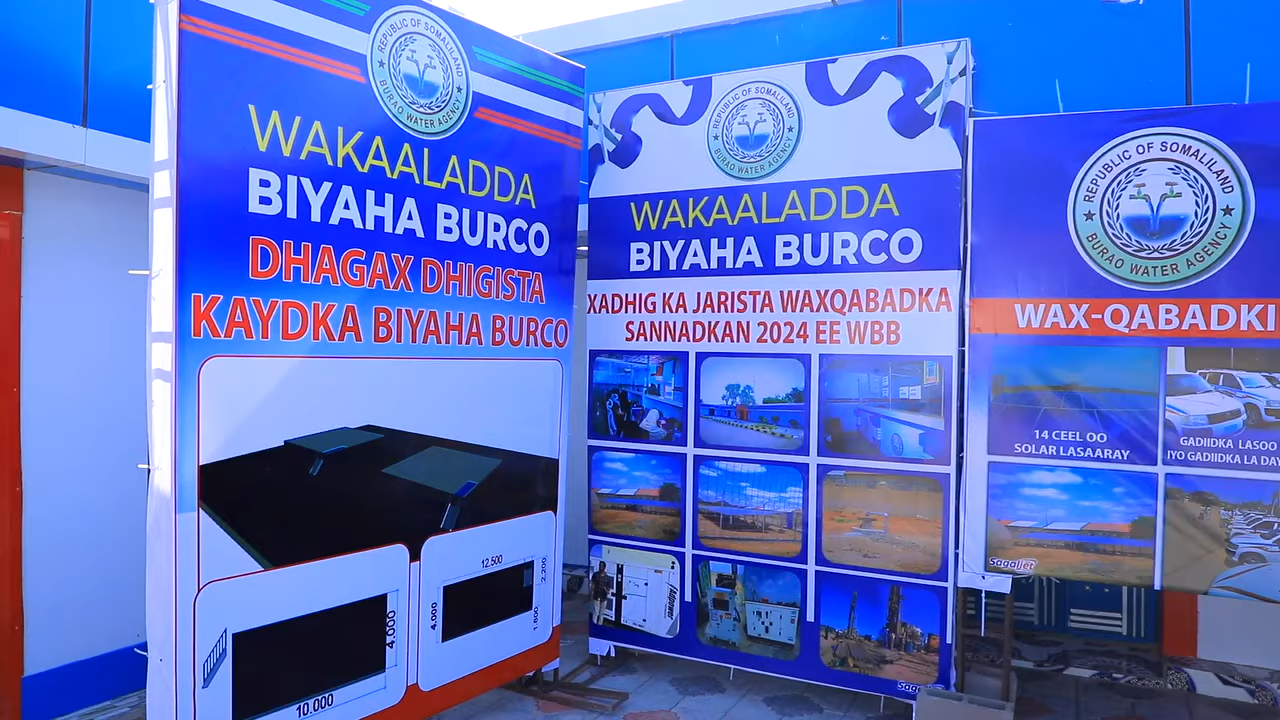 REPUBLIC OF SOMALILAND
BURAO WATER AGENCY
WAKAALADDA
BIYAHA BURCO
DHAGAX DHIGISTA
KAYDKA BIYAHA BURCO
4.000
10.000
12.500
2.200
4.000
1.800
REPUBLIC OF SOMALILAND
BURAO WATER AGENCY
WAKAALADDA
BIYAHA BURCO
XADHIG KA JARISTA WAXQABADKA
SANNADKAN 2024 EE WBB
REPUBLIC OF SOMALILAND
BURAO WATER AGENCY
WAX-QABADKI
14 CEEL OO
SOLAR LASAARAY
GADIIDKA LASOO
IYO GADIIDKA LA DAY
Sagaljet